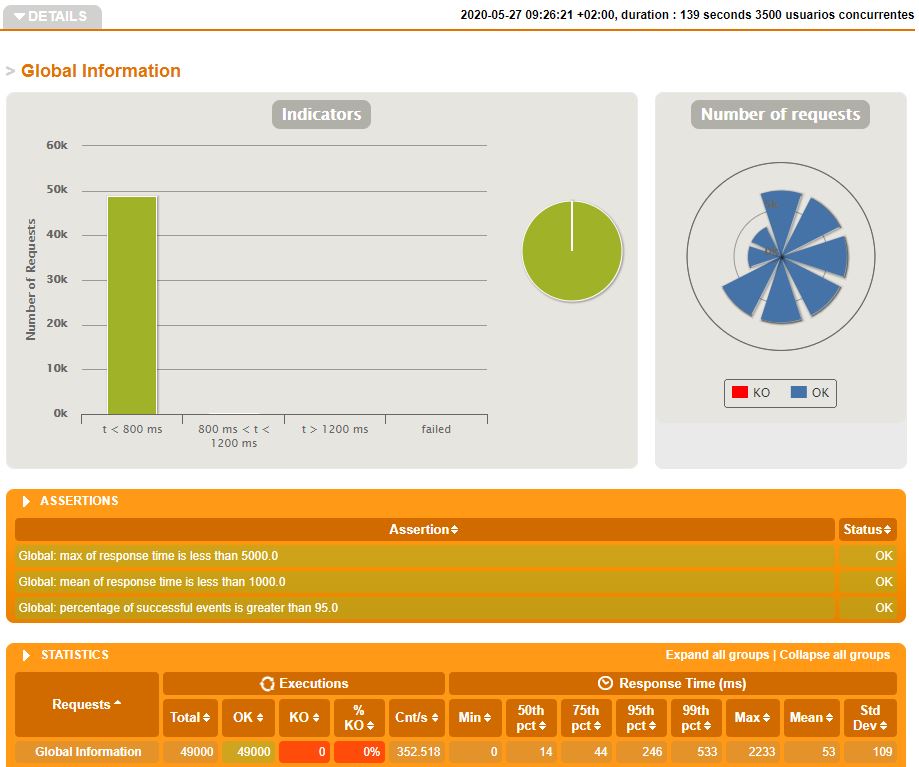 DETAILS
2020-05-27 09:26:21 +02:00, duration : 139 seconds 3500 usuarios concurrentes
> Global Information
Indicators
Number of requests
Number of Requests
60k
50k
40k
30k
20k
10k
0k
t < 800 ms
800 ms < t <
1200 ms
t > 1200 ms
failed
KO
OK
ASSERTIONS
Assertion
Status
Global: max of response time is less than 5000.0
OK
Global: mean of response time is less than 1000.0
OK
Global: percentage of successful events is greater than 95.0
OK
STATISTICS
Expand all groups | Collapse all groups
Requests
Executions
Response Time (ms)
Total
OK
KO
%
KO
Cnt/s
Min
50th
pct
75th
pct
95th
pct
99th
pct
Max
Mean
Std
Dev
Global Information
49000
49000
0
0%
352.518
0
14
44
246
533
2233
53
109